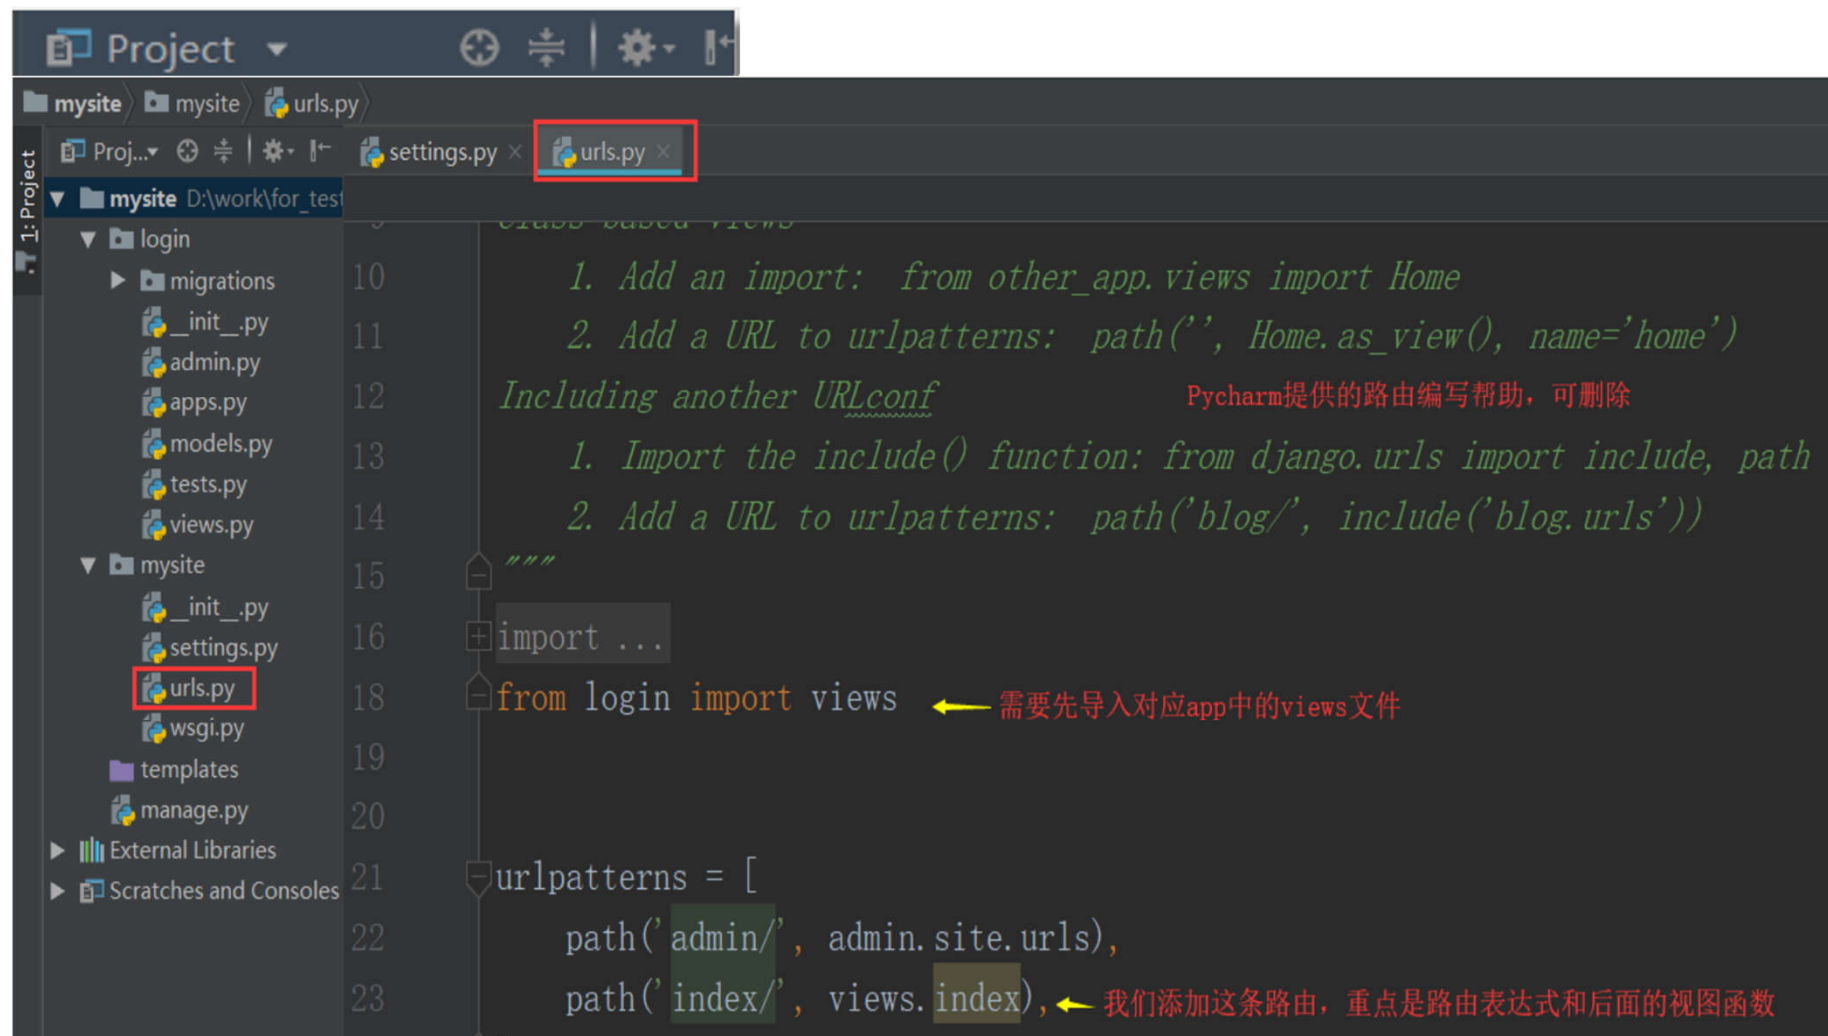 Project
mysite mysite urls.py
1: Project
Proj...
settings.py
urls.py
mysite D:\work\for_test
login
migrations
__init__.py
admin.py
apps.py
models.py
tests.py
views.py
mysite
__init__.py
settings.py
urls.py
wsgi.py
templates
manage.py
External Libraries
Scratches and Consoles
9 Class-based views
10 1. Add an import:  from other_app.views import Home
11 2. Add a URL to urlpatterns:  path('', Home.as_view(), name='home')
12 Including another URLconf Pycharm提供的路由编写帮助，可删除
13 1. Import the include() function: from django.urls import include, path
14 2. Add a URL to urlpatterns:  path('blog/', include('blog.urls'))
15 """
16 import ...
18 from login import views 需要先导入对应app中的views文件
19
20
21 urlpatterns = [
22 path('admin/', admin.site.urls),
23 path('index/', views.index), 我们添加这条路由，重点是路由表达式和后面的视图函数